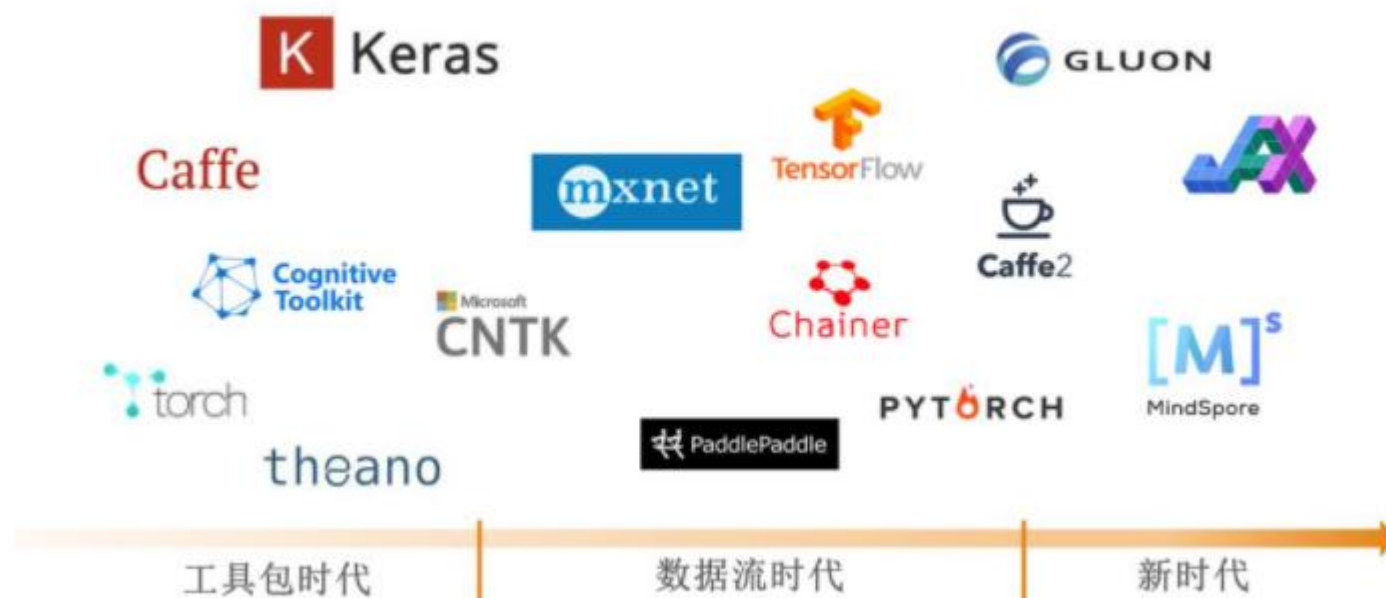 K Keras
GLUON
TensorFlow
JAX
Caffe
mxnet
Caffe2
Cognitive
Toolkit
Microsoft
CNTK
Chainer
[M]s
MindSpore
torch
PYTORCH
PaddlePaddle
theano
工具包时代
数据流时代
新时代